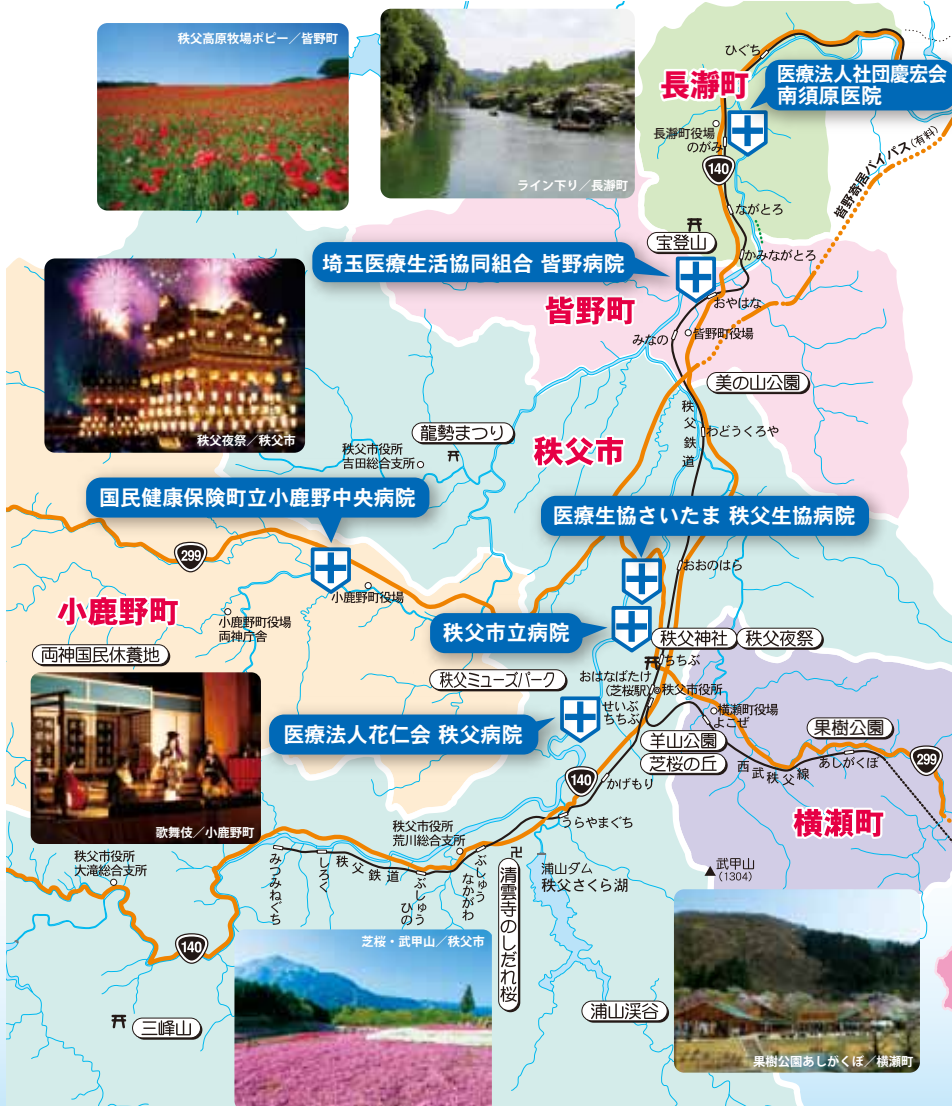 秩父高原牧場ポピー／皆野町
ライン下り／長瀞町
ひぐち
長瀞町
医療法人社団慶宏会
南須原医院
長瀞町役場
のがみ
140
皆野寄居バイパス(有料)
ながとろ
宝登山
かみながとろ
埼玉医療生活協同組合 皆野病院
皆野町
おやはな
みなの
皆野町役場
美の山公園
秩父夜祭／秩父市
龍勢まつり
秩父市役所
吉田総合支所
秩父市
秩父鉄道
わどうくろや
国民健康保険町立小鹿野中央病院
医療生協さいたま 秩父生協病院
299
おおのはら
小鹿野町役場
小鹿野町
小鹿野町役場
両神庁舎
両神国民休養地
秩父市立病院
秩父神社
秩父夜祭
ちちぶ
秩父ミューズパーク
おはなばたけ
(芝桜駅)
秩父市役所
せいぶ
ちちぶ
横瀬町役場
よこぜ
医療法人花仁会 秩父病院
羊山公園
芝桜の丘
果樹公園
あしがくぼ
西武秩父線
299
140
かげもり
横瀬町
歌舞伎／小鹿野町
うらやまぐち
秩父市役所
荒川総合支所
秩父市役所
大滝総合支所
みつみねぐち
しろく
秩父鉄道
ぶしゅう
ひの
ぶしゅう
なかがわ
清雲寺のしだれ桜
浦山ダム
秩父さくら湖
武甲山
(1304)
140
芝桜・武甲山／秩父市
三峰山
浦山渓谷
果樹公園あしがくぼ／横瀬町